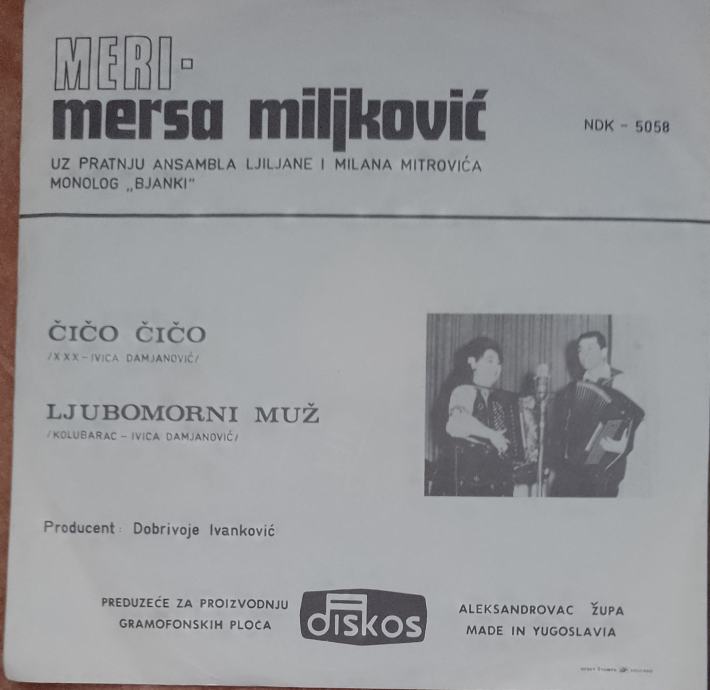 MERI-
mersa miljković
NDK - 5058
UZ PRATNJU ANSAMBLA LJILJANE I MILANA MITROVIĆA
MONOLOG „BJANKI“
ČIČO ČIČO
/XXX - IVICA DAMJANOVIĆ/
LJUBOMORNI MUŽ
/KOLUBARAC - IVICA DAMJANOVIĆ/
Producent: Dobrivoje Ivanković
PREDUZEĆE ZA PROIZVODNJU
GRAMOFONSKIH PLOČA
diskos
ALEKSANDROVAC ŽUPA
MADE IN YUGOSLAVIA